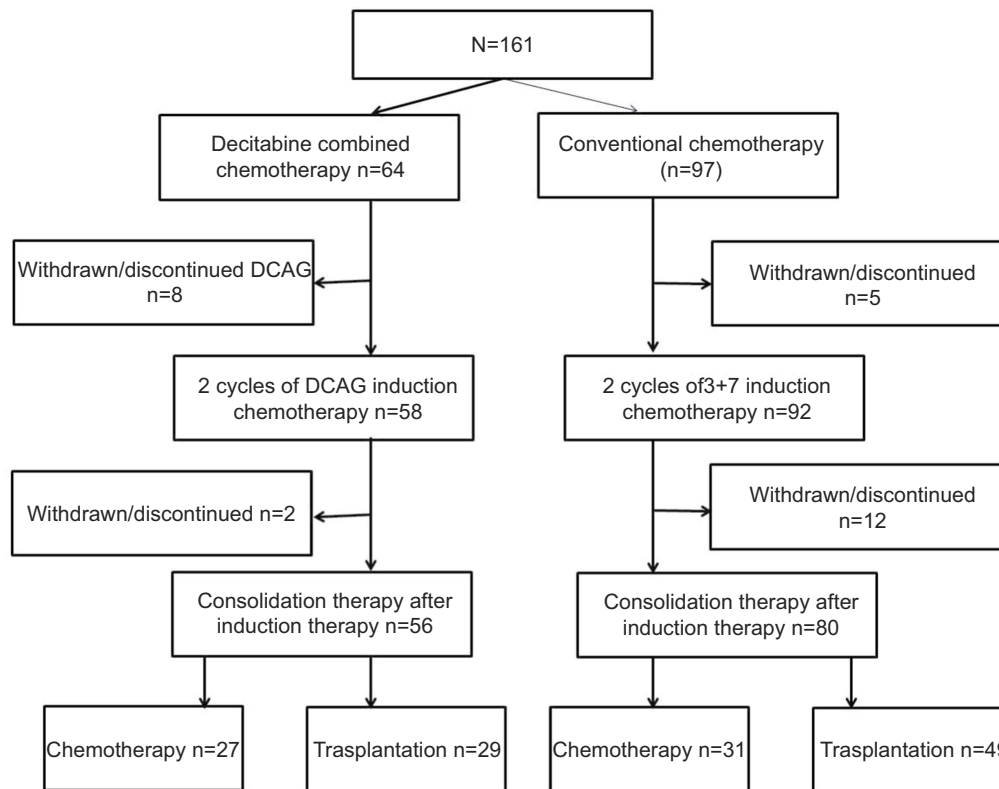 N=161
Decitabine combined
chemotherapy n=64
Conventional chemotherapy
(n=97)
Withdrawn/discontinued DCAG
n=8
Withdrawn/discontinued
n=5
2 cycles of DCAG induction
chemotherapy n=58
2 cycles of3+7 induction
chemotherapy n=92
Withdrawn/discontinued n=2
Withdrawn/discontinued
n=12
Consolidation therapy after
induction therapy n=56
Consolidation therapy after
induction therapy n=80
Chemotherapy n=27
Trasplantation n=29
Chemotherapy n=31
Trasplantation n=49